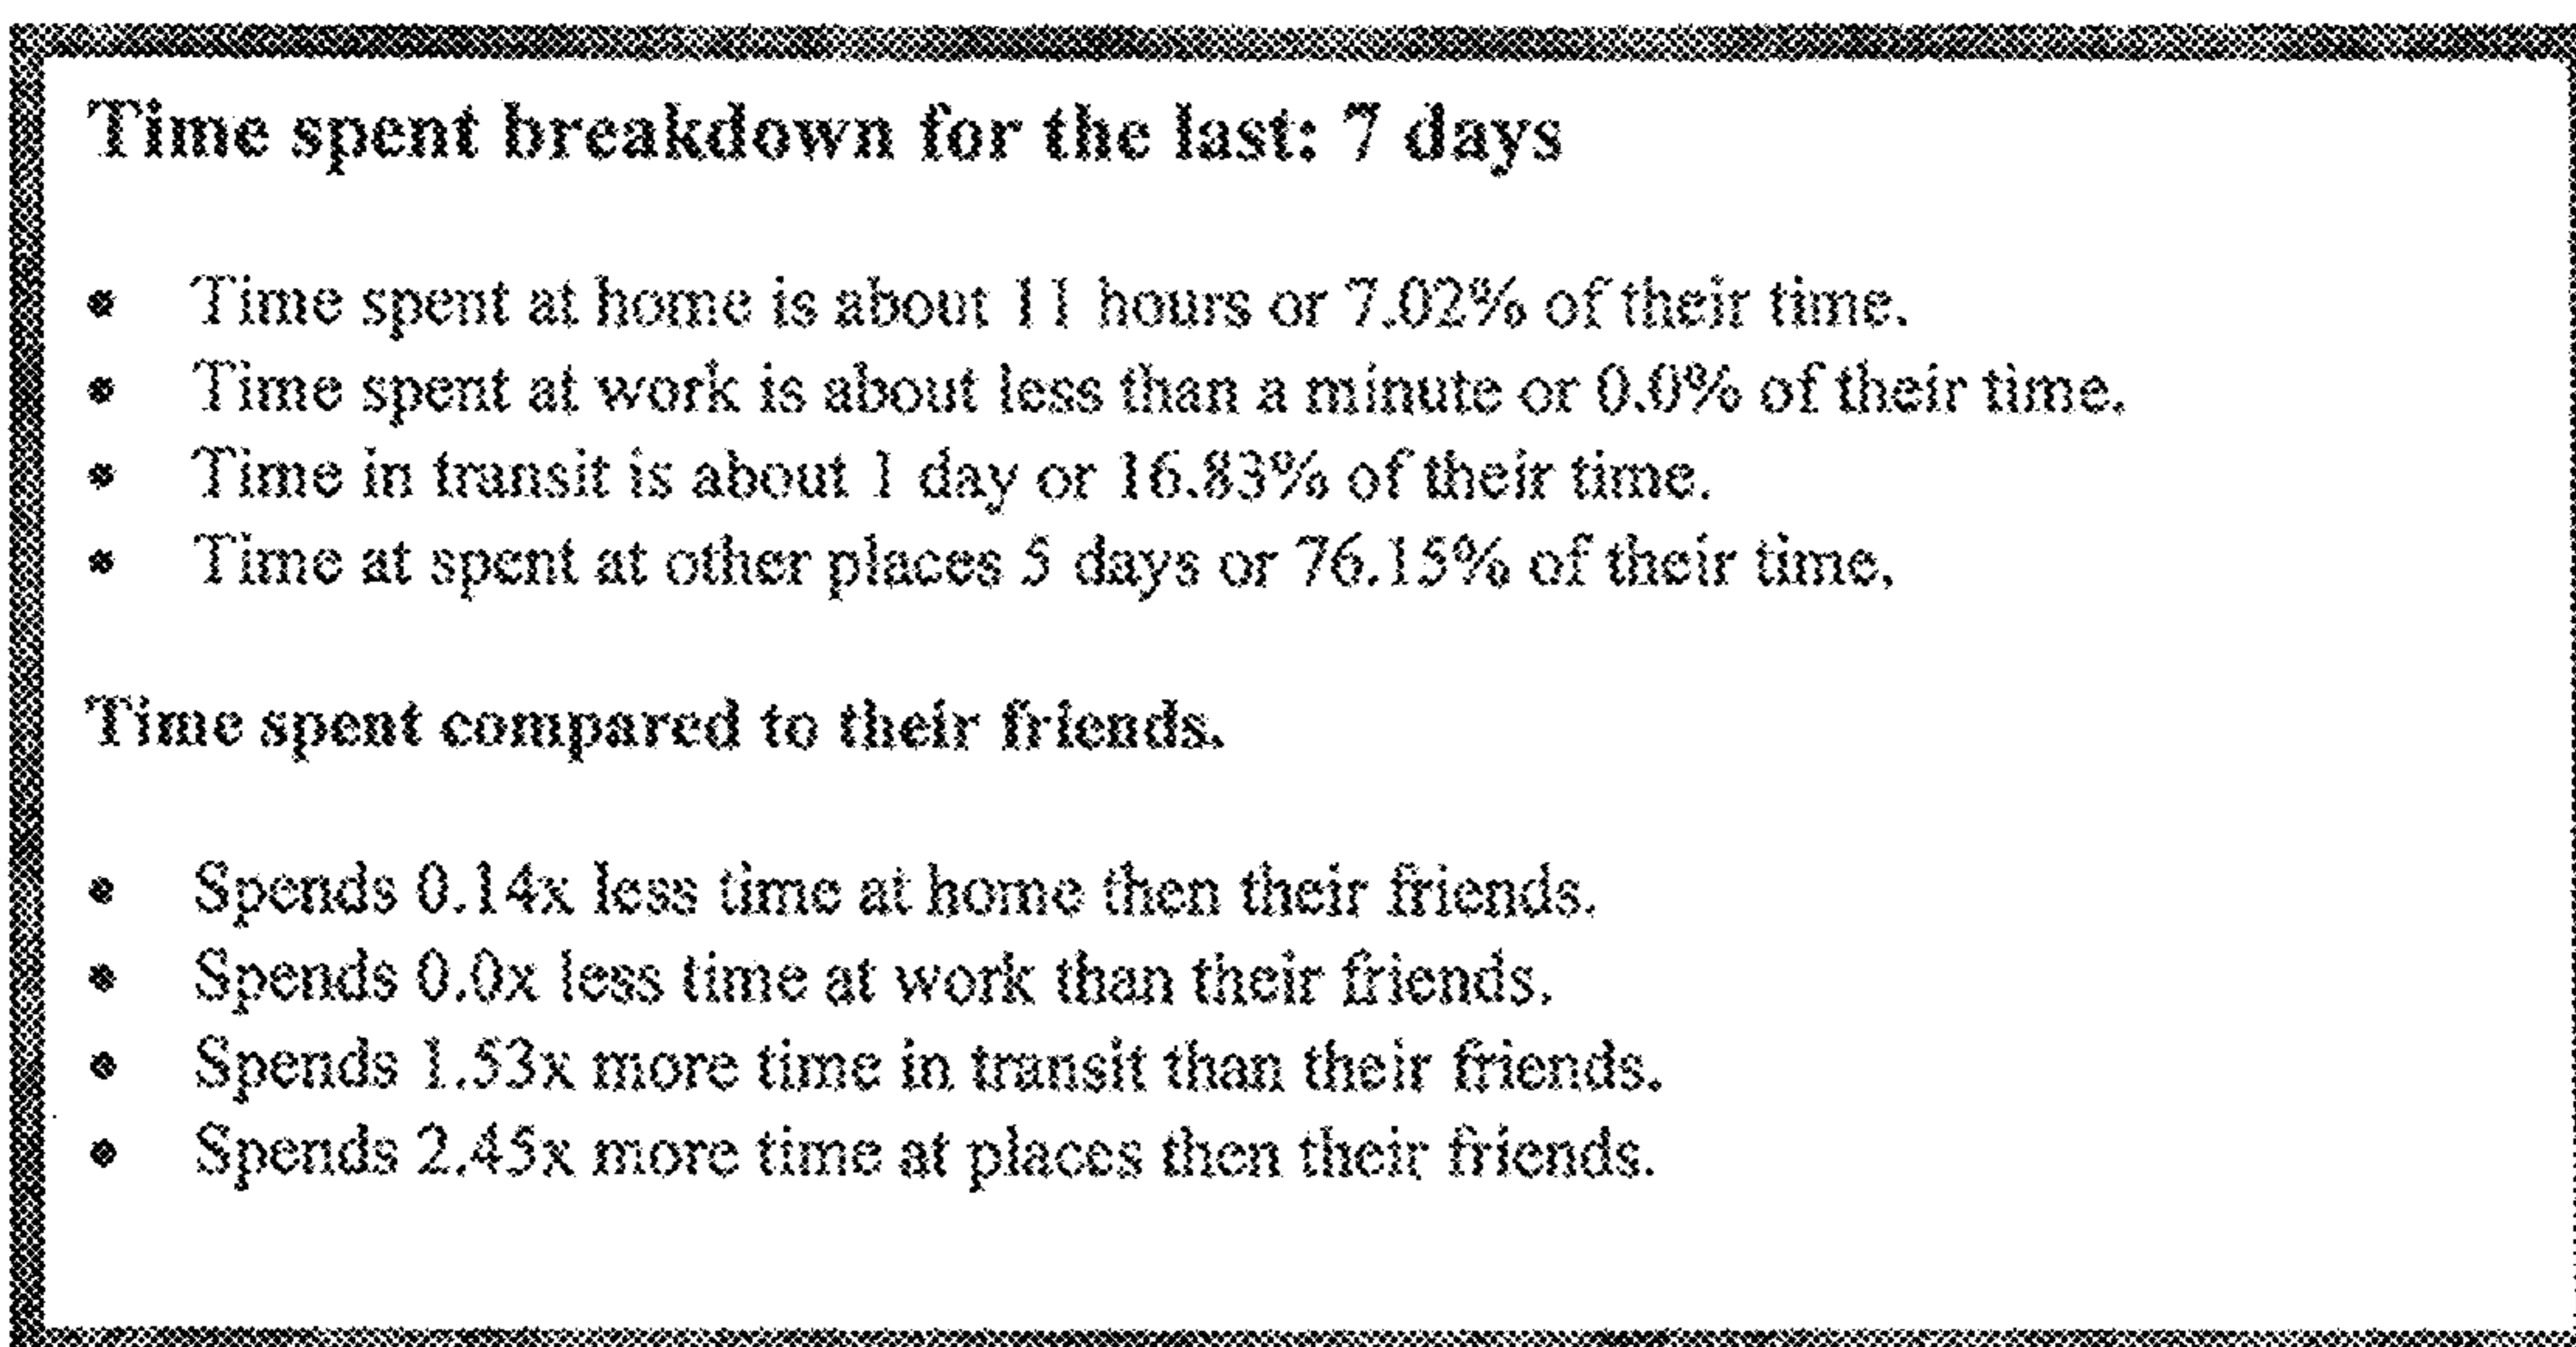 Time spent breakdown for the last: 7 days
• Time spent at home is about 11 hours or 7.02% of their time.
• Time spent at work is about less than a minute or 0.0% of their time.
• Time in transit is about 1 day or 16.83% of their time.
• Time at spent at other places 5 days or 76.15% of their time.
Time spent compared to their friends.
• Spends 0.14x less time at home then their friends.
• Spends 0.0x less time at work than their friends.
• Spends 1.53x more time in transit than their friends.
• Spends 2.45x more time at places then their friends.